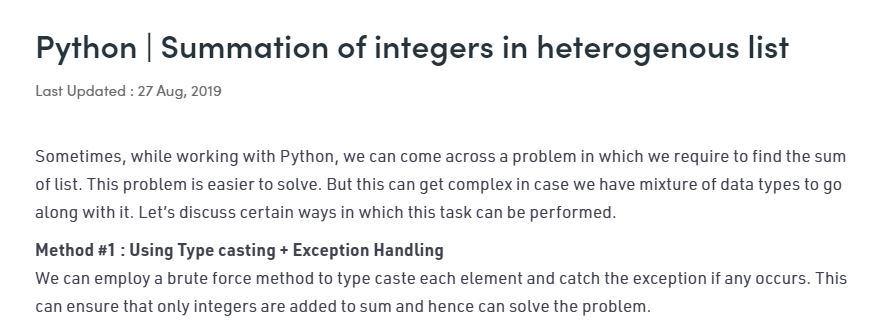 Python | Summation of integers in heterogenous list
Last Updated : 27 Aug, 2019
Sometimes, while working with Python, we can come across a problem in which we require to find the sum
of list. This problem is easier to solve. But this can get complex in case we have mixture of data types to go
along with it. Let’s discuss certain ways in which this task can be performed.
Method #1 : Using Type casting + Exception Handling
We can employ a brute force method to type caste each element and catch the exception if any occurs. This
can ensure that only integers are added to sum and hence can solve the problem.